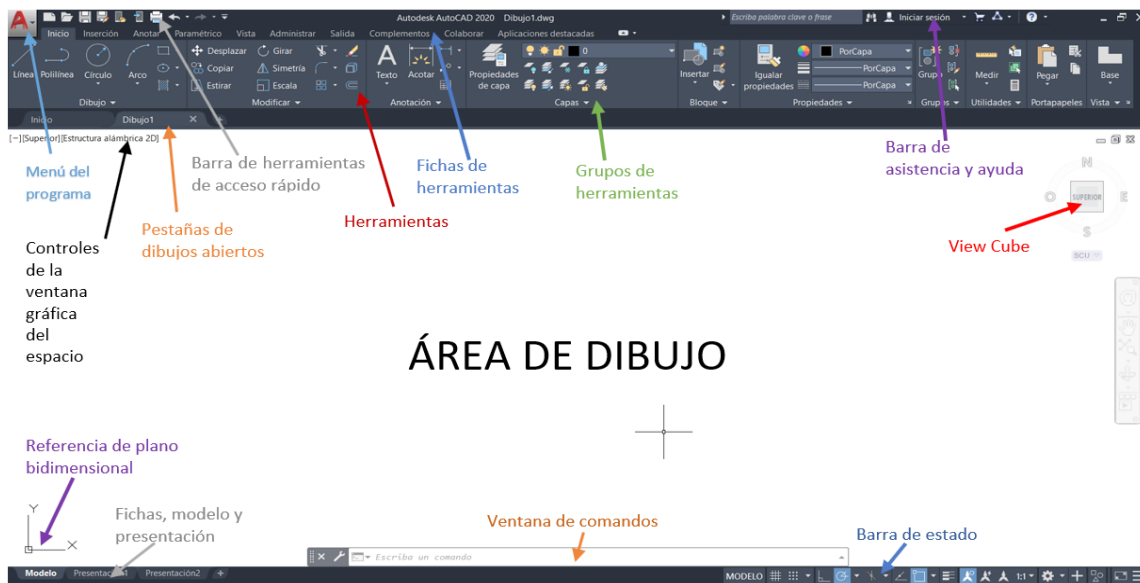 Autodesk AutoCAD 2020 Dibujo1.dwg
Escriba palabra clave o frase
Iniciar sesión
Inicio Inserción Anotar Paramétrico Vista Administrar Salida Complementos Colaborar Aplicaciones destacadas
Línea Polilínea Círculo Arco
Desplazar Girar
Copiar Simetría
Estirar Escala
Texto Acotar
Propiedades de capa
0
Insertar
Igualar propiedades
PorCapa
PorCapa
PorCapa
Grupo
Medir
Pegar
Base
Dibujo Modificar Anotación Capas Bloque Propiedades Grupos Utilidades Portapapeles Vista
Inicio Dibujo1
[−][Superior][Estructura alámbrica 2D]
Menú del
programa
Barra de herramientas
de acceso rápido
Fichas de
herramientas
Grupos de
herramientas
Barra de
asistencia y ayuda
Pestañas de
dibujos abiertos
Herramientas
View Cube
N
O SUPERIOR E
S
SCU
Controles
de la
ventana
gráfica
del
espacio
ÁREA DE DIBUJO
Referencia de plano
bidimensional
Y
X
Fichas, modelo y
presentación
Ventana de comandos
Barra de estado
Escriba un comando
Modelo Presentación1 Presentación2 +
MODELO
1:1